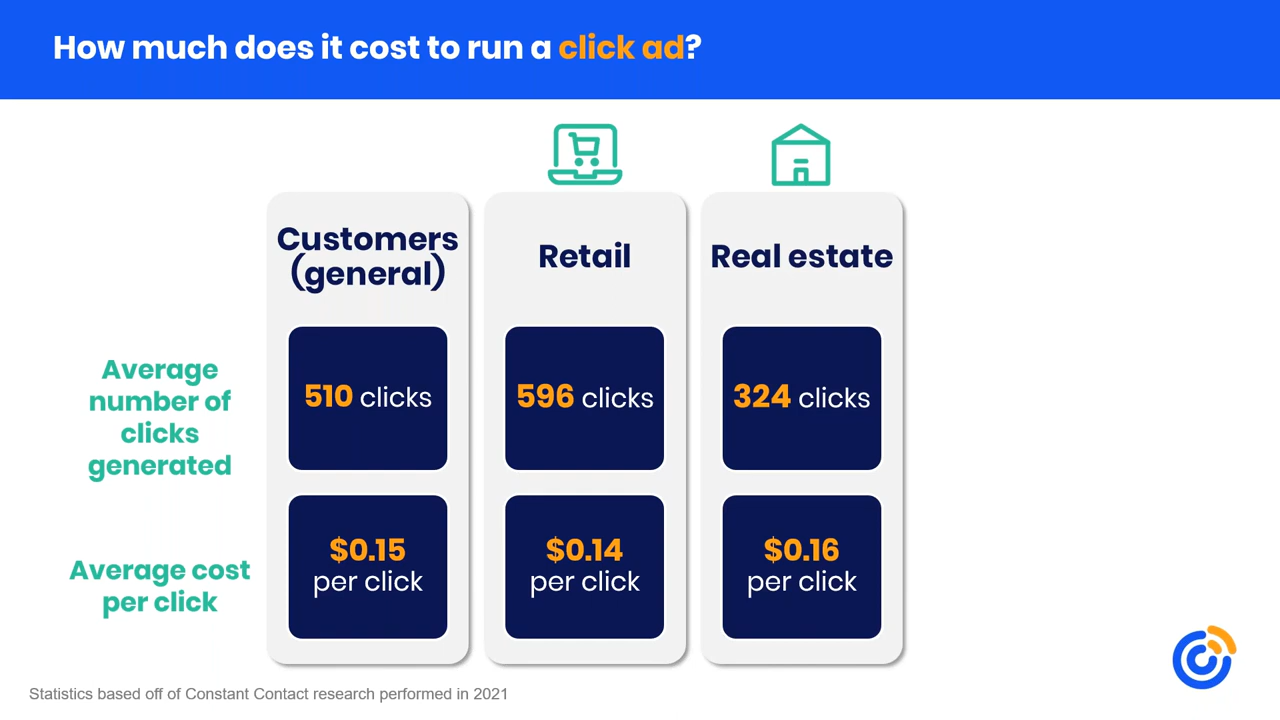 How much does it cost to run a click ad?
Customers
(general)
Retail
Real estate
Average
number of
clicks
generated
510 clicks
596 clicks
324 clicks
Average cost
per click
$0.15
per click
$0.14
per click
$0.16
per click
Statistics based off of Constant Contact research performed in 2021